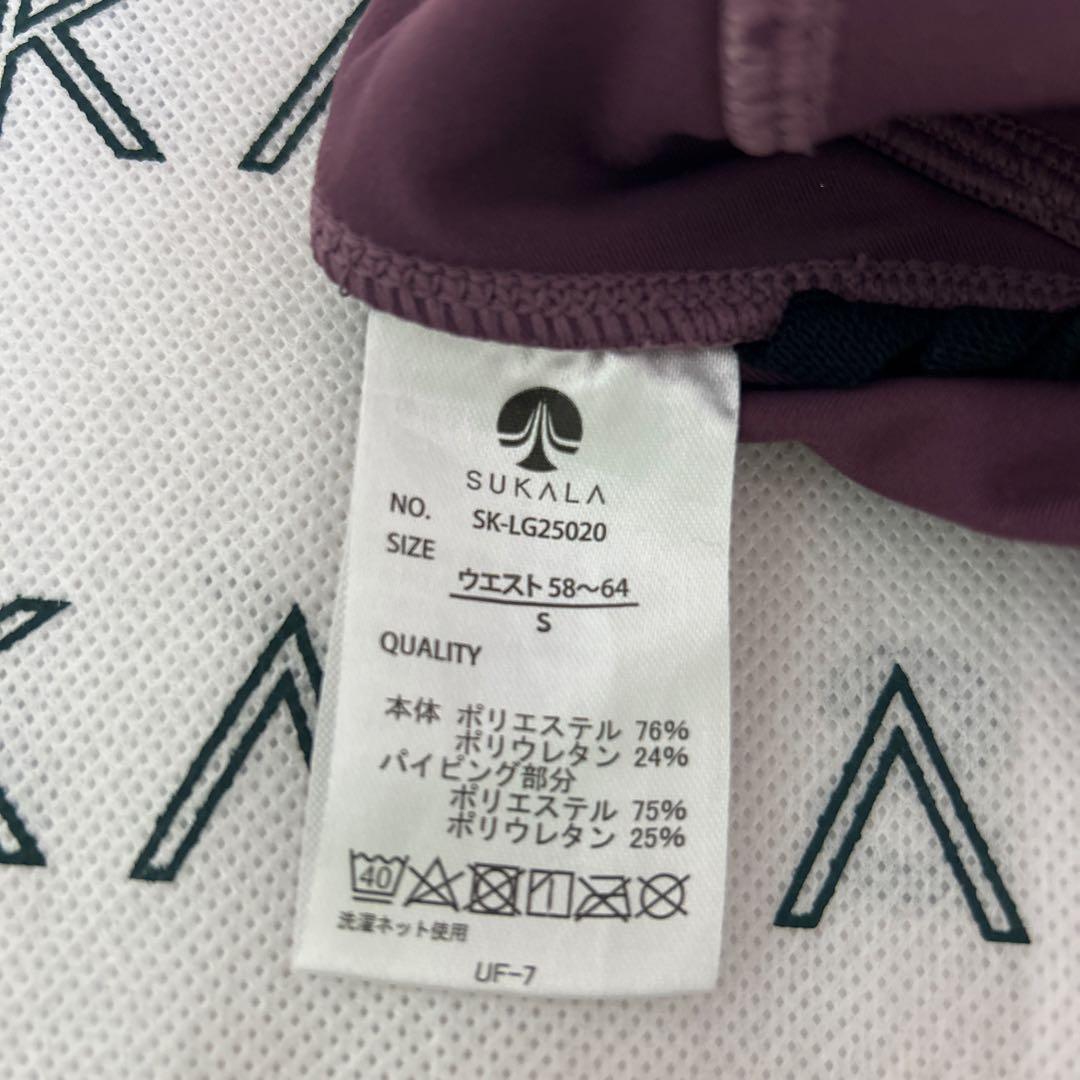 KA
SUKALA
NO. SK-LG25020
SIZE
ウエスト 58～64
S
QUALITY
本体 ポリエステル 76%
ポリウレタン 24%
パイピング部分
ポリエステル 75%
ポリウレタン 25%
40
洗濯ネット使用
UF-7
KA A